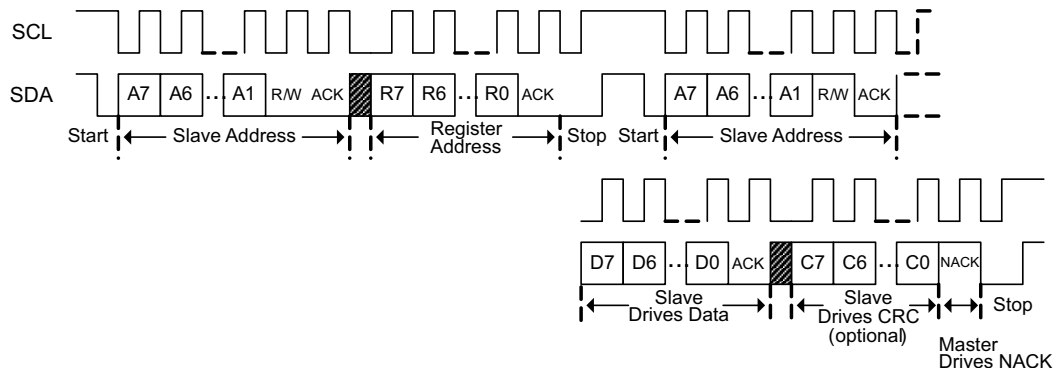 SCL
SDA
A7 A6 ... A1 R/W ACK R7 R6 ... R0 ACK A7 A6 ... A1 R/W ACK
Start Slave Address Register Address Stop Start Slave Address
D7 D6 ... D0 ACK C7 C6 ... C0 NACK
Slave
Drives Data
Slave
Drives CRC
(optional)
Stop
Master
Drives NACK